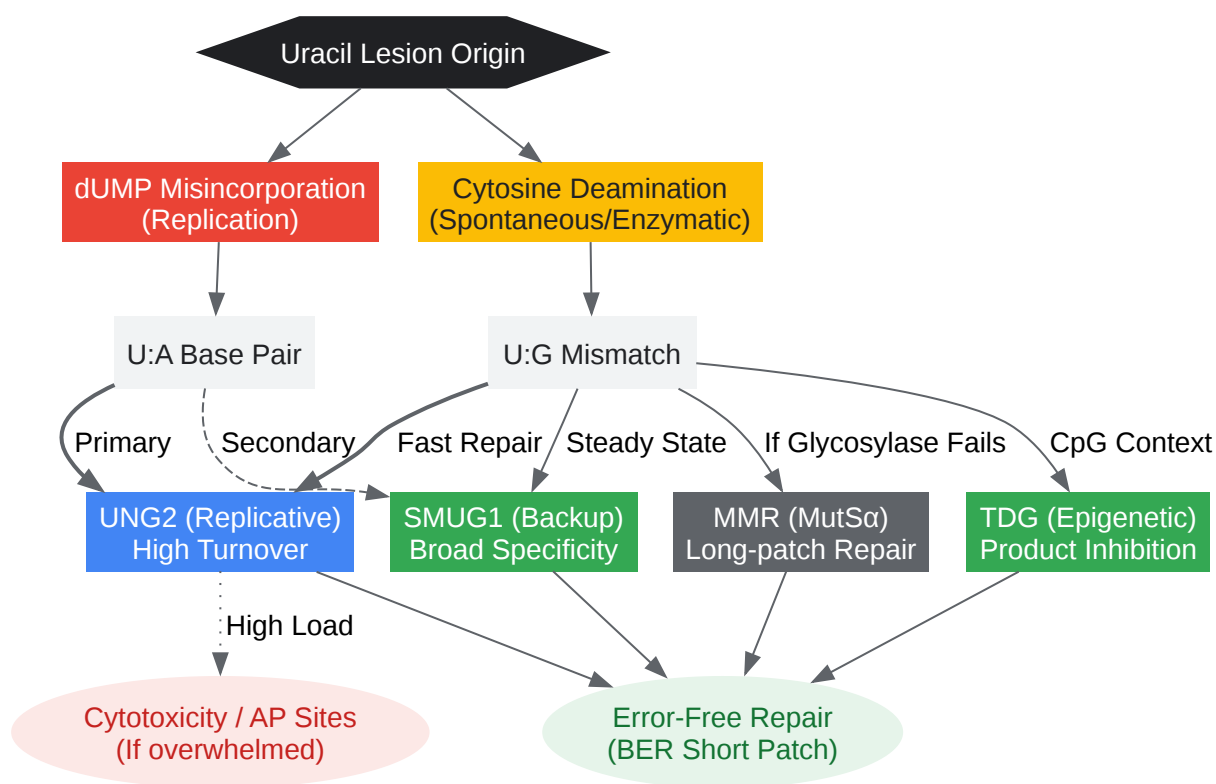 Uracil Lesion Origin
dUMP Misincorporation
(Replication)
Cytosine Deamination
(Spontaneous/Enzymatic)
U:A Base Pair
U:G Mismatch
Primary
Secondary
Fast Repair
Steady State
If Glycosylase Fails
CpG Context
UNG2 (Replicative)
High Turnover
SMUG1 (Backup)
Broad Specificity
MMR (MutSα)
Long-patch Repair
TDG (Epigenetic)
Product Inhibition
High Load
Cytotoxicity / AP Sites
(If overwhelmed)
Error-Free Repair
(BER Short Patch)